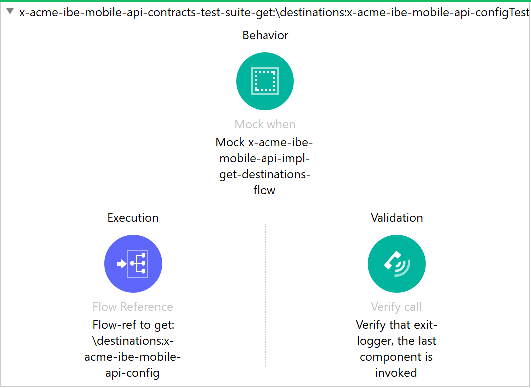 x-acme-ibe-mobile-api-contracts-test-suite-get:\destinations:x-acme-ibe-mobile-api-configTest
Behavior
Mock when
Mock x-acme-ibe-
mobile-api-impl-
get-destinations-
flow
Execution
Flow Reference
Flow-ref to get:
\destinations:x-
acme-ibe-mobile-
api-config
Validation
Verify call
Verify that exit-
logger, the last
component is
invoked